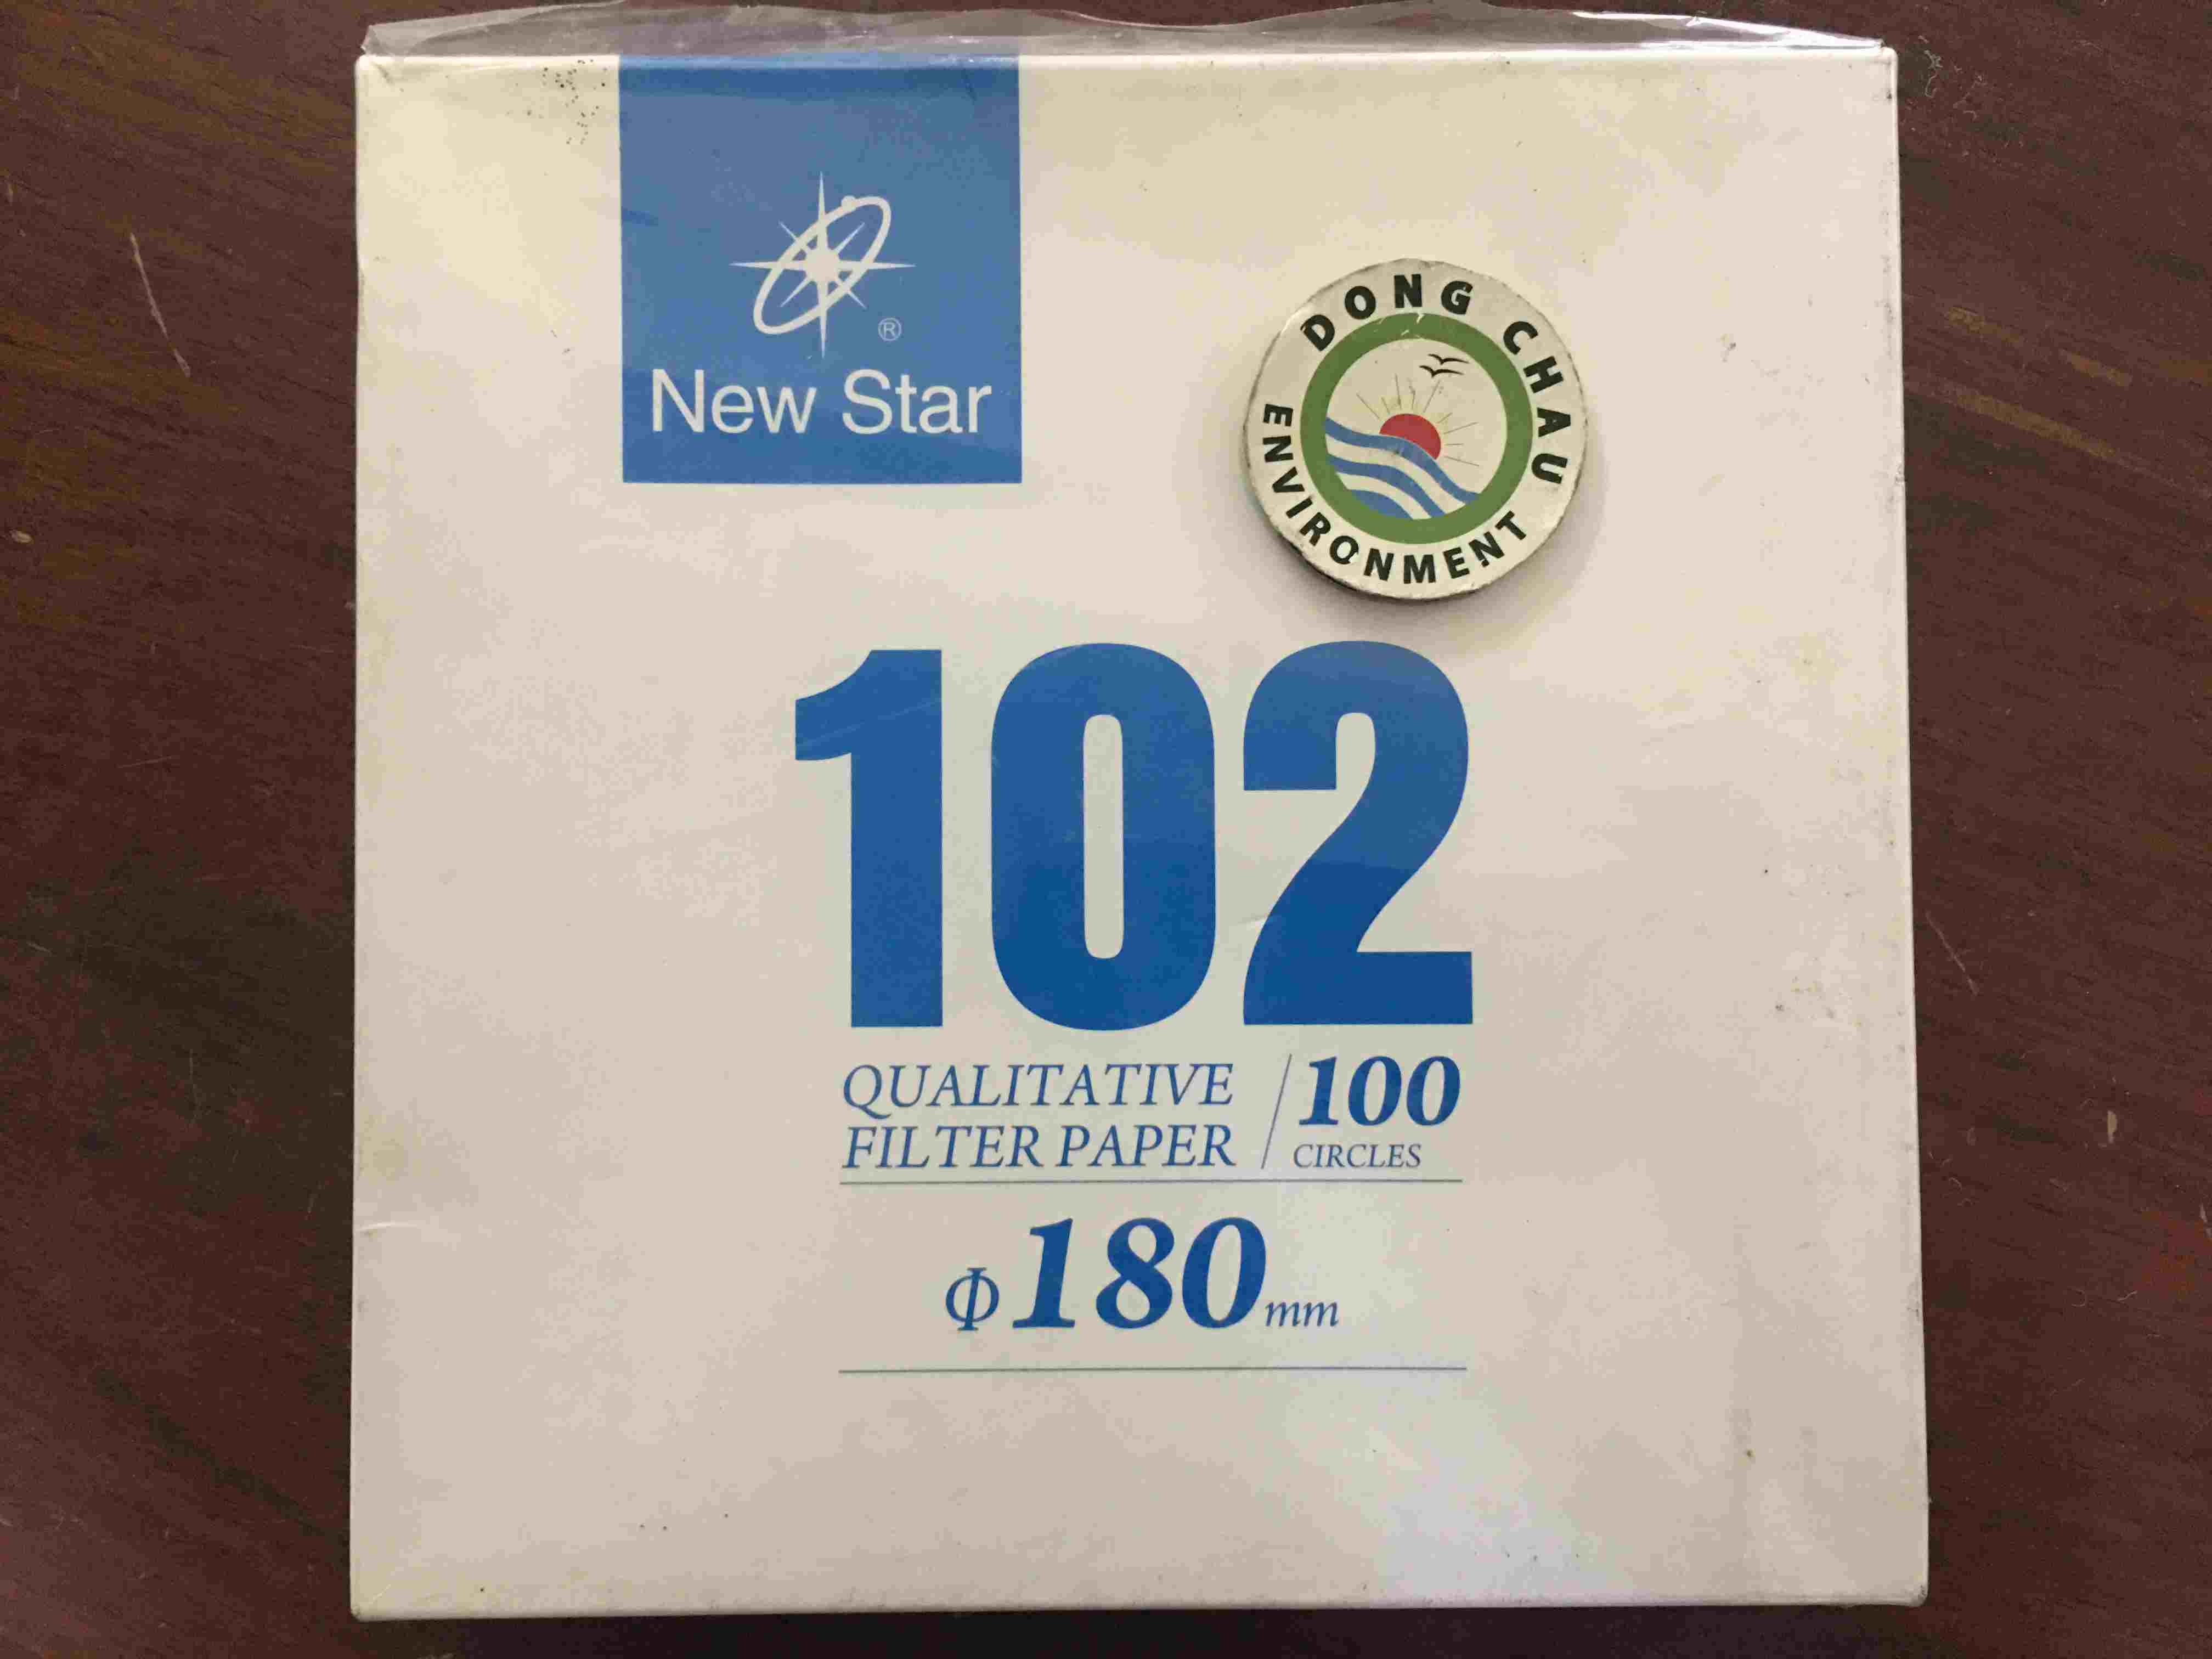 ®
New Star
DONG CHAU
ENVIRONMENT
102
QUALITATIVE
FILTER PAPER
/ 100
CIRCLES
Φ180mm